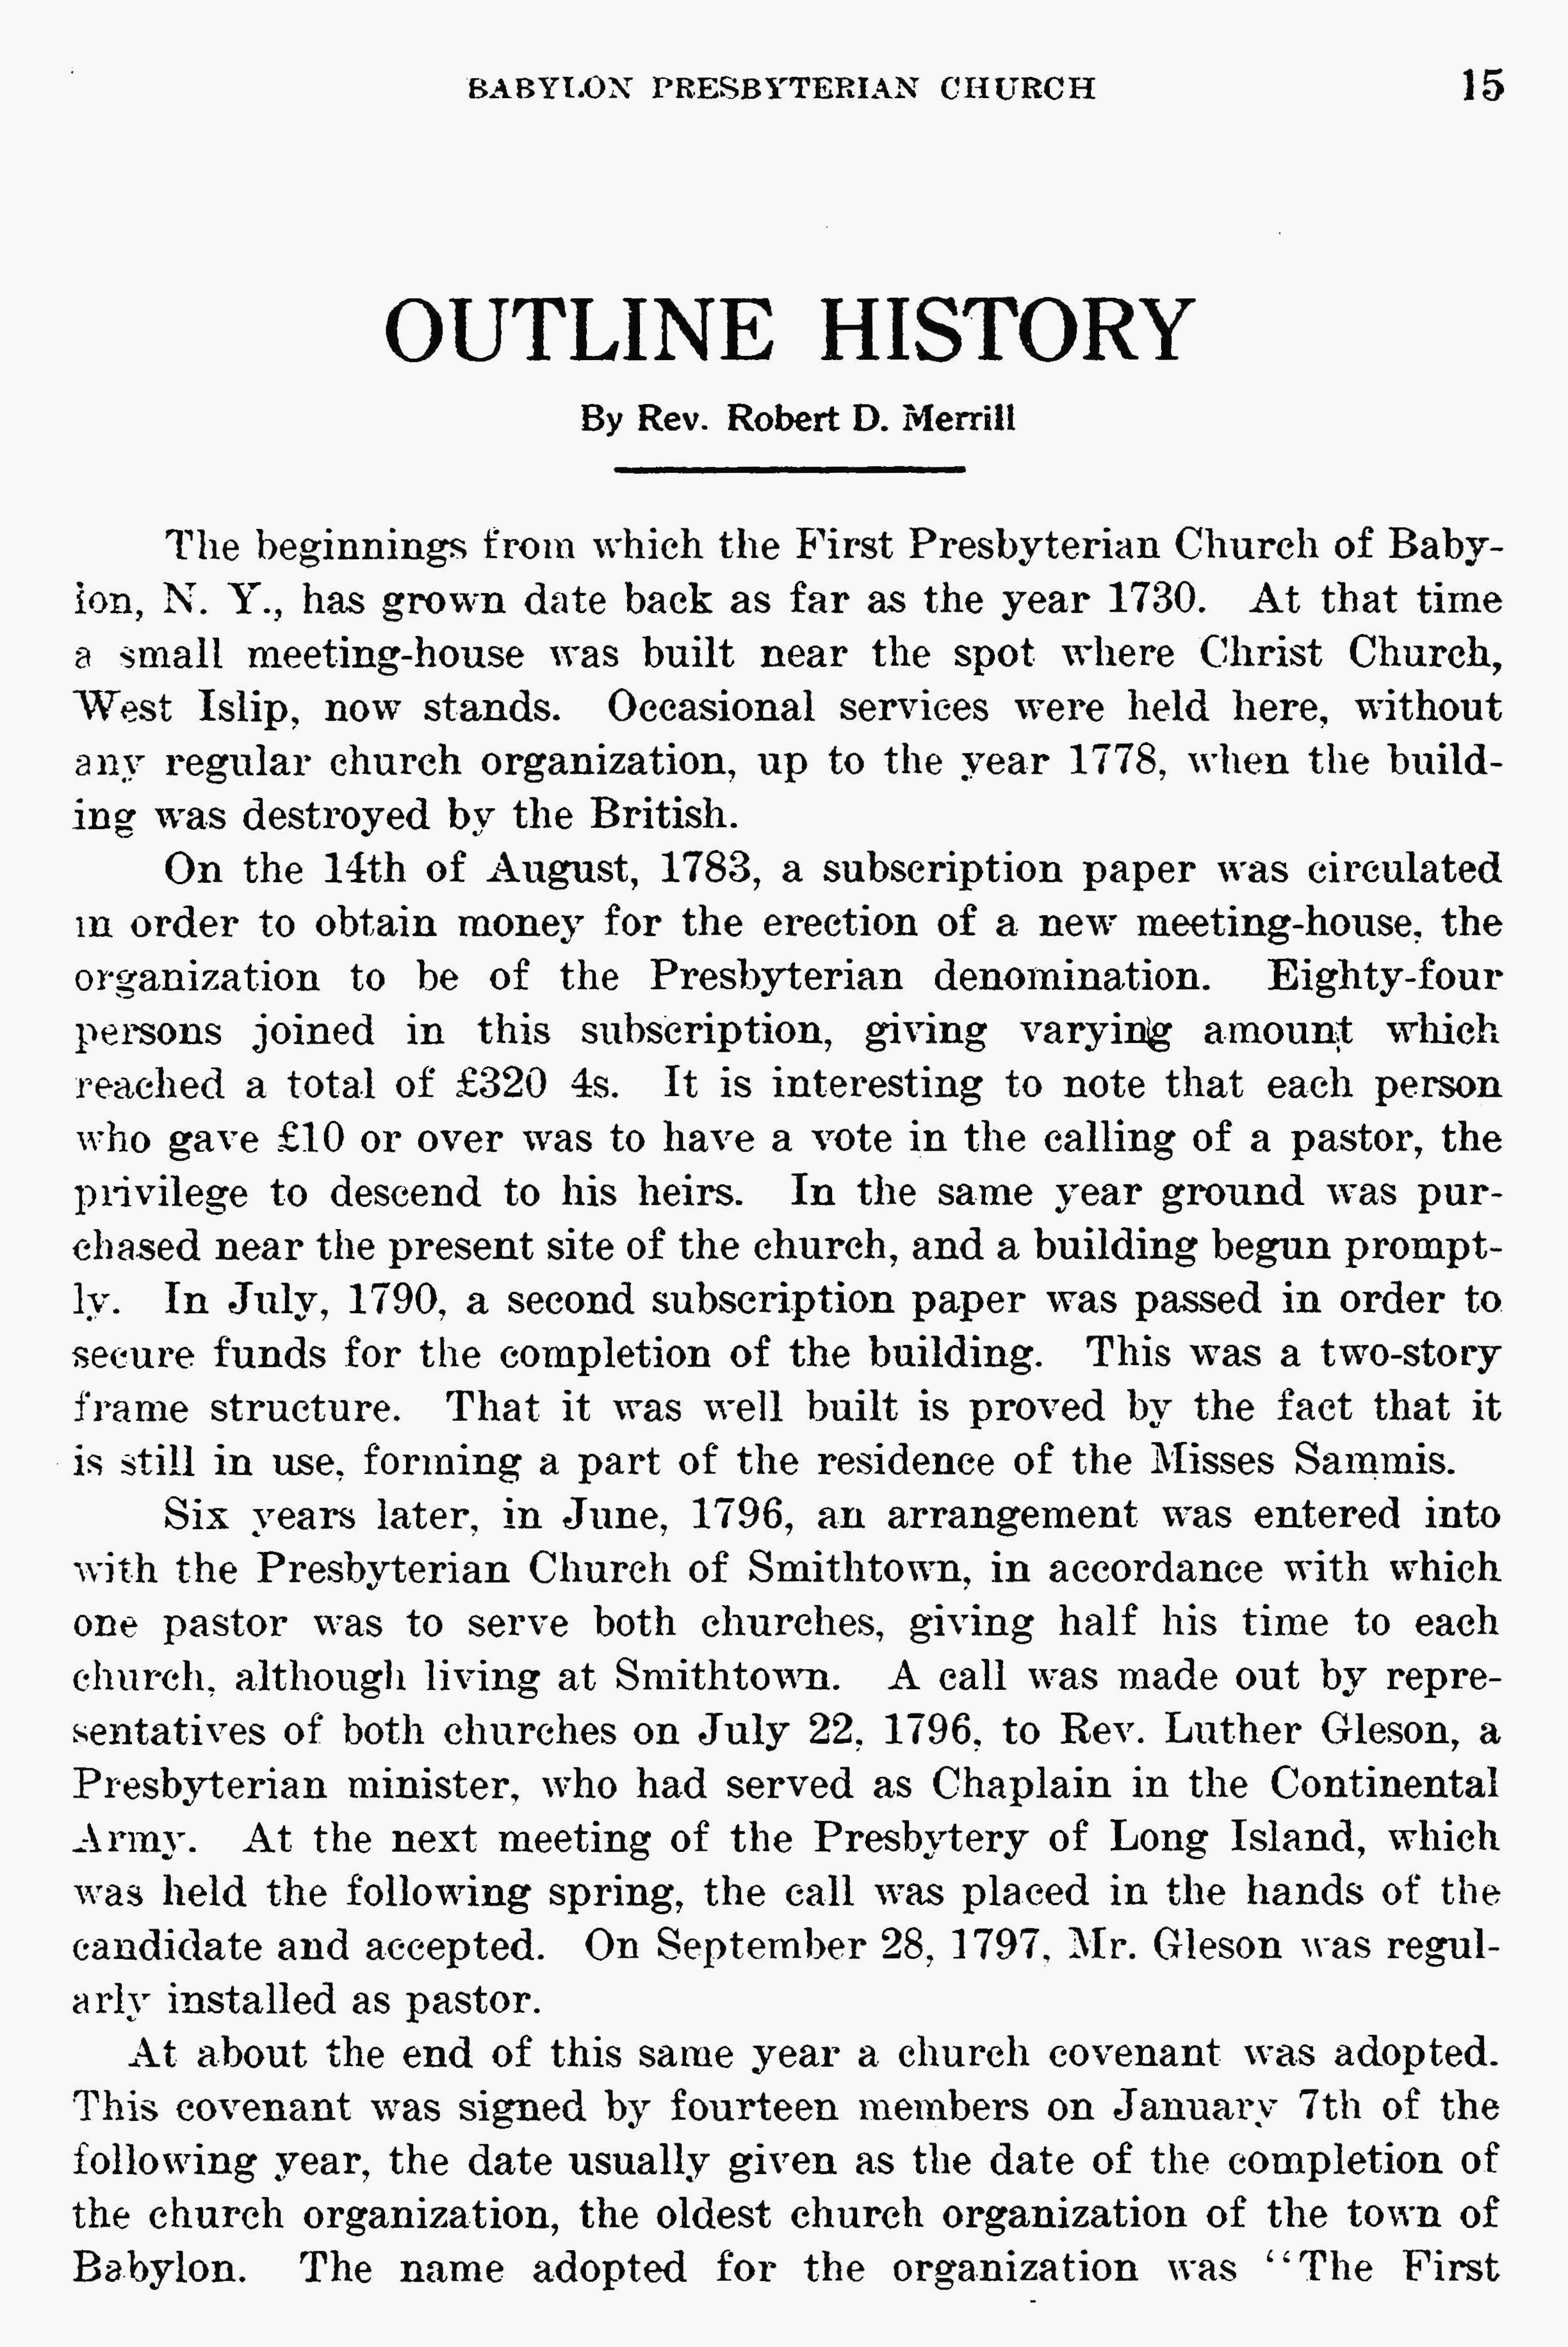 BABYLON PRESBYTERIAN CHURCH 15
OUTLINE HISTORY
By Rev. Robert D. Merrill
The beginnings from which the First Presbyterian Church of Baby-
lon, N. Y., has grown date back as far as the year 1730. At that time
a small meeting-house was built near the spot where Christ Church,
West Islip, now stands. Occasional services were held here, without
any regular church organization, up to the year 1778, when the build-
ing was destroyed by the British.
On the 14th of August, 1783, a subscription paper was circulated
in order to obtain money for the erection of a new meeting-house, the
organization to be of the Presbyterian denomination. Eighty-four
persons joined in this subscription, giving varying amount which
reached a total of £320 4s. It is interesting to note that each person
who gave £10 or over was to have a vote in the calling of a pastor, the
privilege to descend to his heirs. In the same year ground was pur-
chased near the present site of the church, and a building begun prompt-
ly. In July, 1790, a second subscription paper was passed in order to
secure funds for the completion of the building. This was a two-story
frame structure. That it was well built is proved by the fact that it
is still in use, forming a part of the residence of the Misses Sammis.
Six years later, in June, 1796, an arrangement was entered into
with the Presbyterian Church of Smithtown, in accordance with which
one pastor was to serve both churches, giving half his time to each
church, although living at Smithtown. A call was made out by repre-
sentatives of both churches on July 22, 1796, to Rev. Luther Gleson, a
Presbyterian minister, who had served as Chaplain in the Continental
Army. At the next meeting of the Presbytery of Long Island, which
was held the following spring, the call was placed in the hands of the
candidate and accepted. On September 28, 1797, Mr. Gleson was regul-
arly installed as pastor.
At about the end of this same year a church covenant was adopted.
This covenant was signed by fourteen members on January 7th of the
following year, the date usually given as the date of the completion of
the church organization, the oldest church organization of the town of
Babylon. The name adopted for the organization was "The First